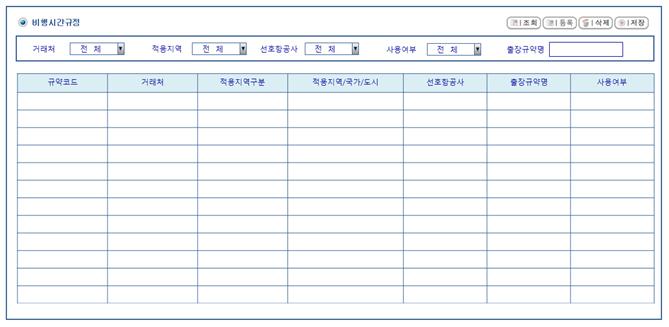 비행시간규정
조회 등록 삭제 저장
거래처 전 체 적용지역 전 체 선호항공사 전 체 사용여부 전 체 출장규약명
규약코드 거래처 적용지역구분 적용지역/국가/도시 선호항공사 출장규약명 사용여부